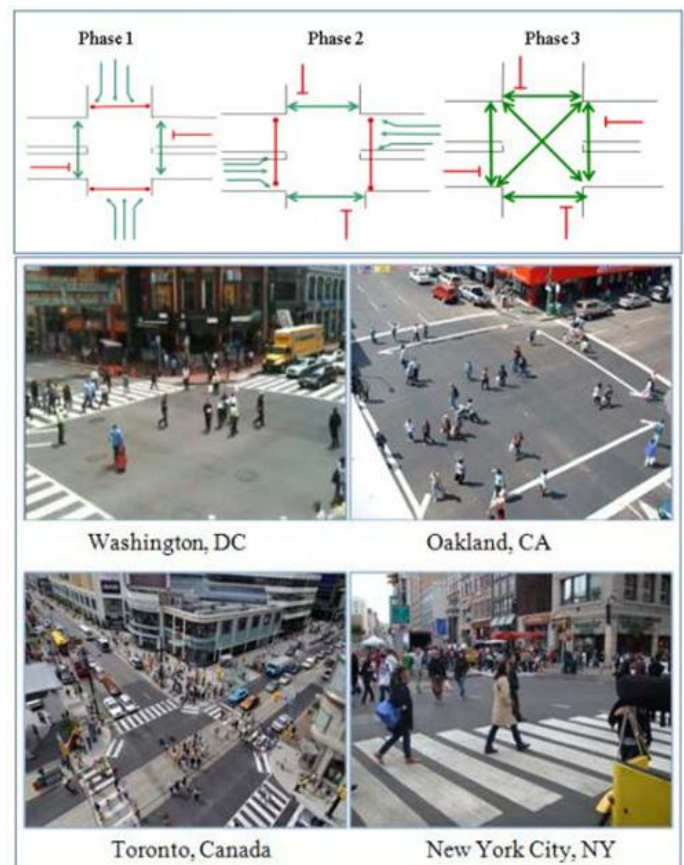 Phase 1 Phase 2 Phase 3
Washington, DC Oakland, CA
Toronto, Canada New York City, NY